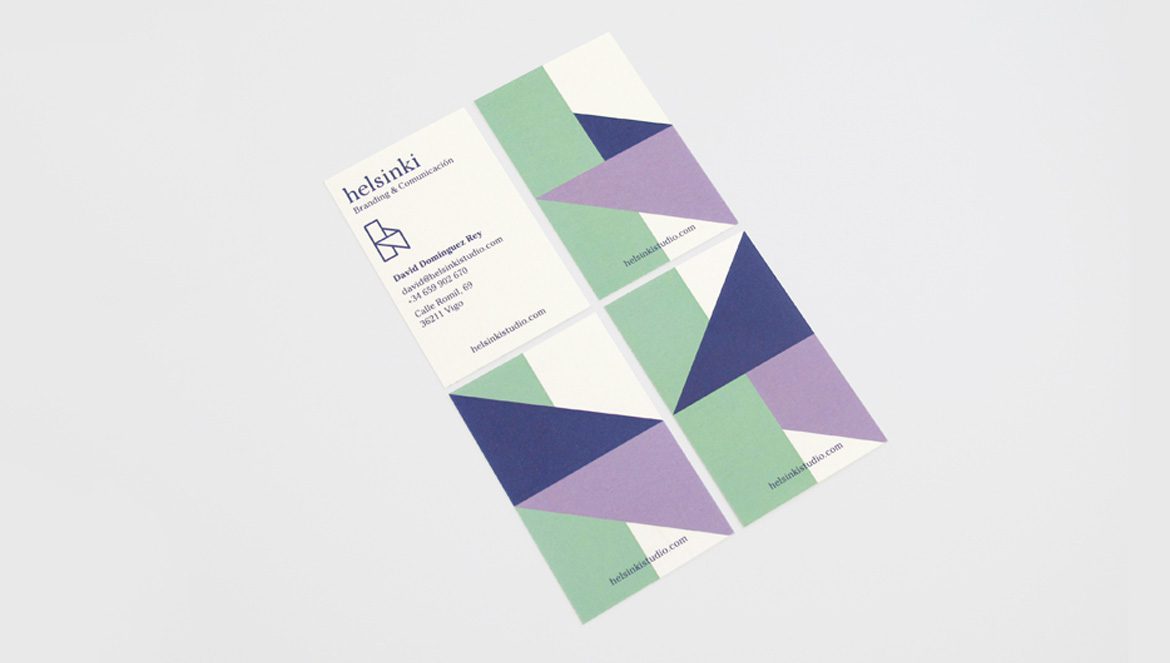 helsinki
Branding & Comunicación
David Domínguez Rey
david@helsinkistudio.com
+34 659 902 670
Calle Romil, 69
36211 Vigo
helsinkistudio.com
helsinkistudio.com
helsinkistudio.com
helsinkistudio.com